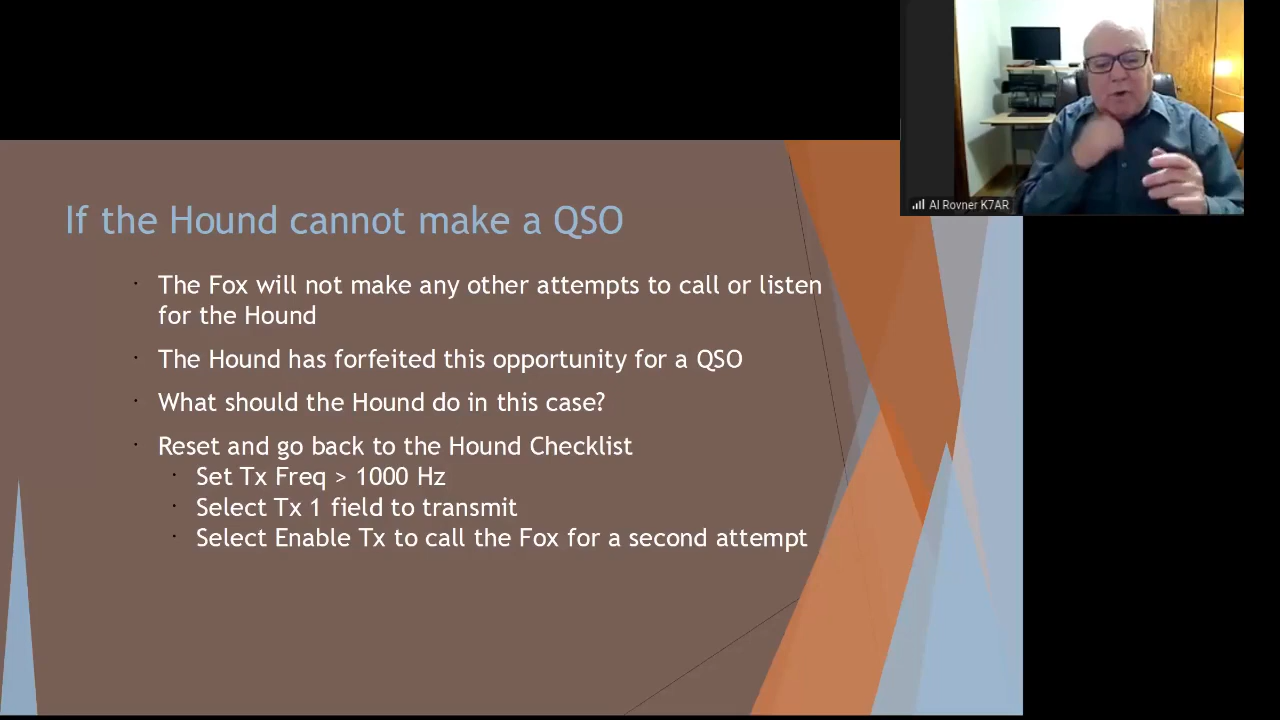 AI Rovner K7AR
If the Hound cannot make a QSO
The Fox will not make any other attempts to call or listen
for the Hound
The Hound has forfeited this opportunity for a QSO
What should the Hound do in this case?
Reset and go back to the Hound Checklist
Set Tx Freq > 1000 Hz
Select Tx 1 field to transmit
Select Enable Tx to call the Fox for a second attempt